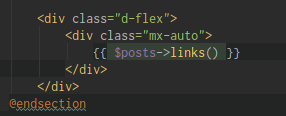 <div class="d-flex">
<div class="mx-auto">
{{ $posts->links() }}
</div>
</div>
@endsection